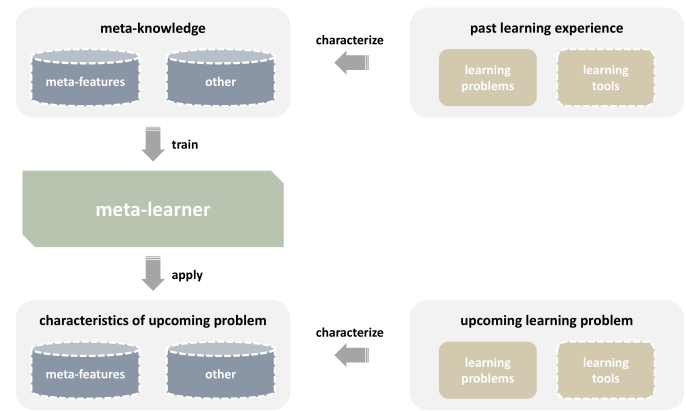 meta-knowledge
meta-features
other
characterize
past learning experience
learning
problems
learning
tools
train
meta-learner
apply
characteristics of upcoming problem
meta-features
other
characterize
upcoming learning problem
learning
problems
learning
tools